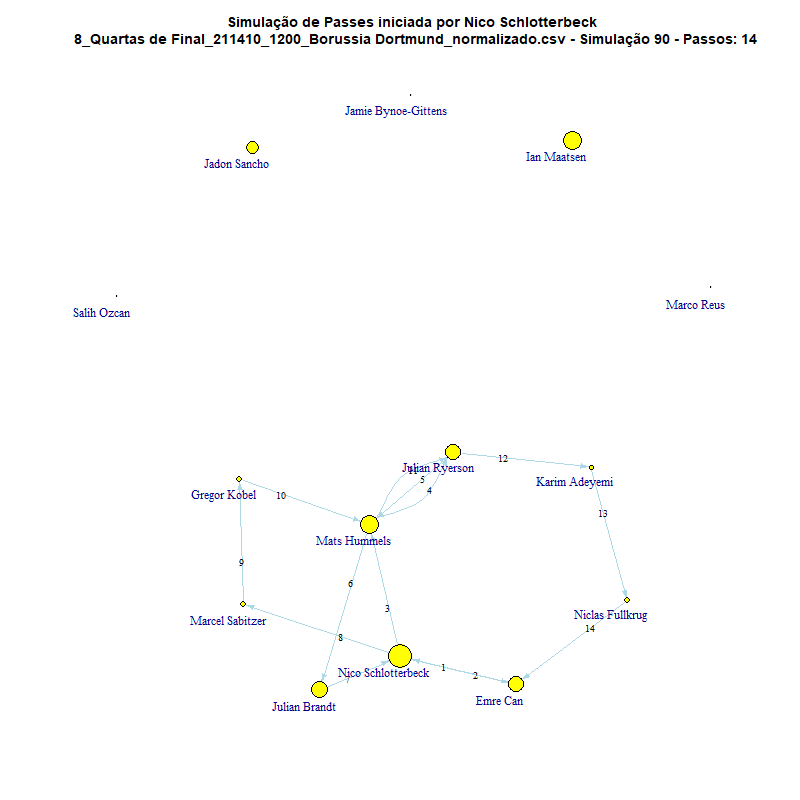 Simulação de Passes iniciada por Nico Schlotterbeck
8_Quartas de Final_211410_1200_Borussia Dortmund_normalizado.csv - Simulação 90 - Passos: 14
Jamie Bynoe-Gittens
Jadon Sancho
Ian Maatsen
Salih Ozcan
Marco Reus
Julian Ryerson
12
11
5
4
Karim Adeyemi
Gregor Kobel
10
13
Mats Hummels
9
6
3
Marcel Sabitzer
Niclas Fullkrug
14
8
Nico Schlotterbeck
1
2
7
Julian Brandt
Emre Can